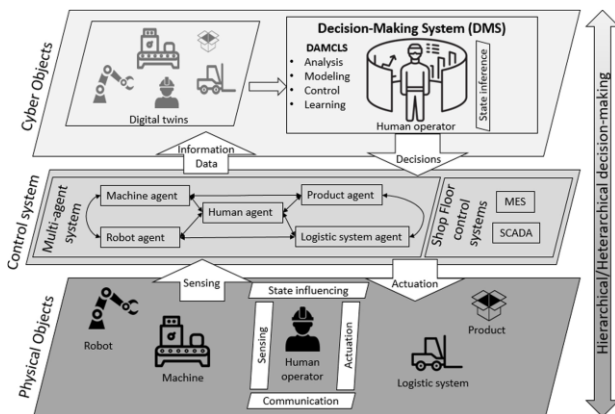 Cyber Objects
Digital twins
Decision-Making System (DMS)
DAMCLS
• Analysis
• Modeling
• Control
• Learning
Human operator
State inference
Information
Data
Decisions
Control system
Multi-agent
system
Machine agent
Product agent
Human agent
Robot agent
Logistic system agent
Shop Floor
control
systems
MES
SCADA
Sensing
Actuation
Physical Objects
Robot
Machine
State influencing
Sensing
Human
operator
Actuation
Communication
Product
Logistic system
Hierarchical/Heterarchical decision-making